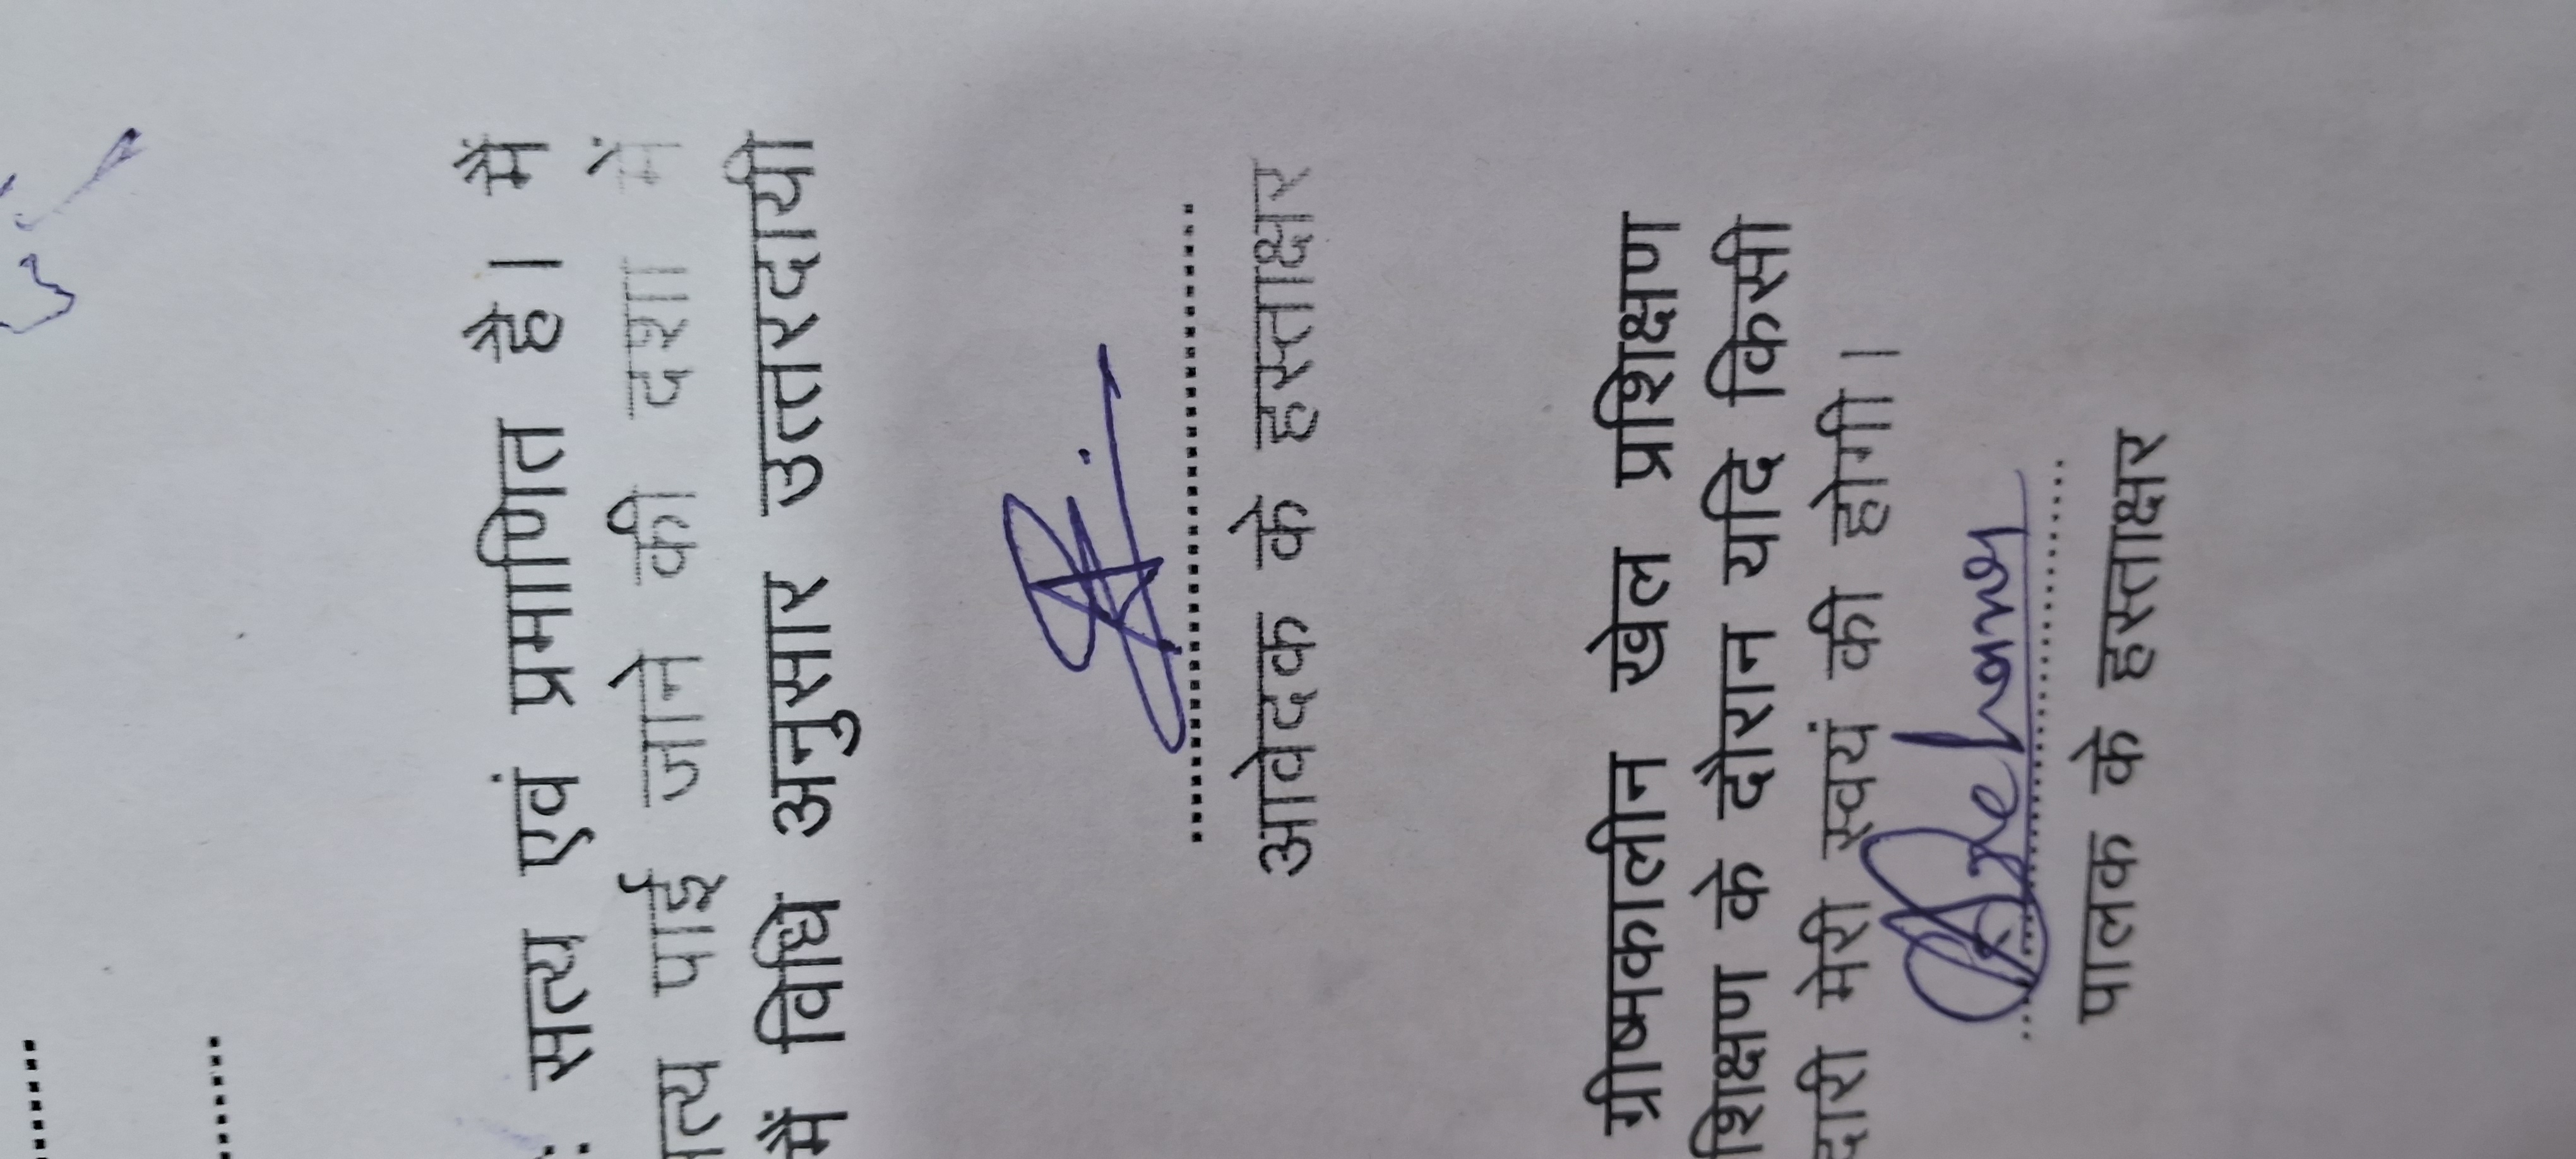 सत्य एवं प्रमाणित है। मैं
पाई जाने की दशा में
में विधि अनुसार उत्तरदायी
आवेदक के हस्ताक्षर
ग्रीष्मकालीन खेल प्रशिक्षण
के दौरान यदि किसी
मेरी स्वयं की होगी।
पालक के हस्ताक्षर